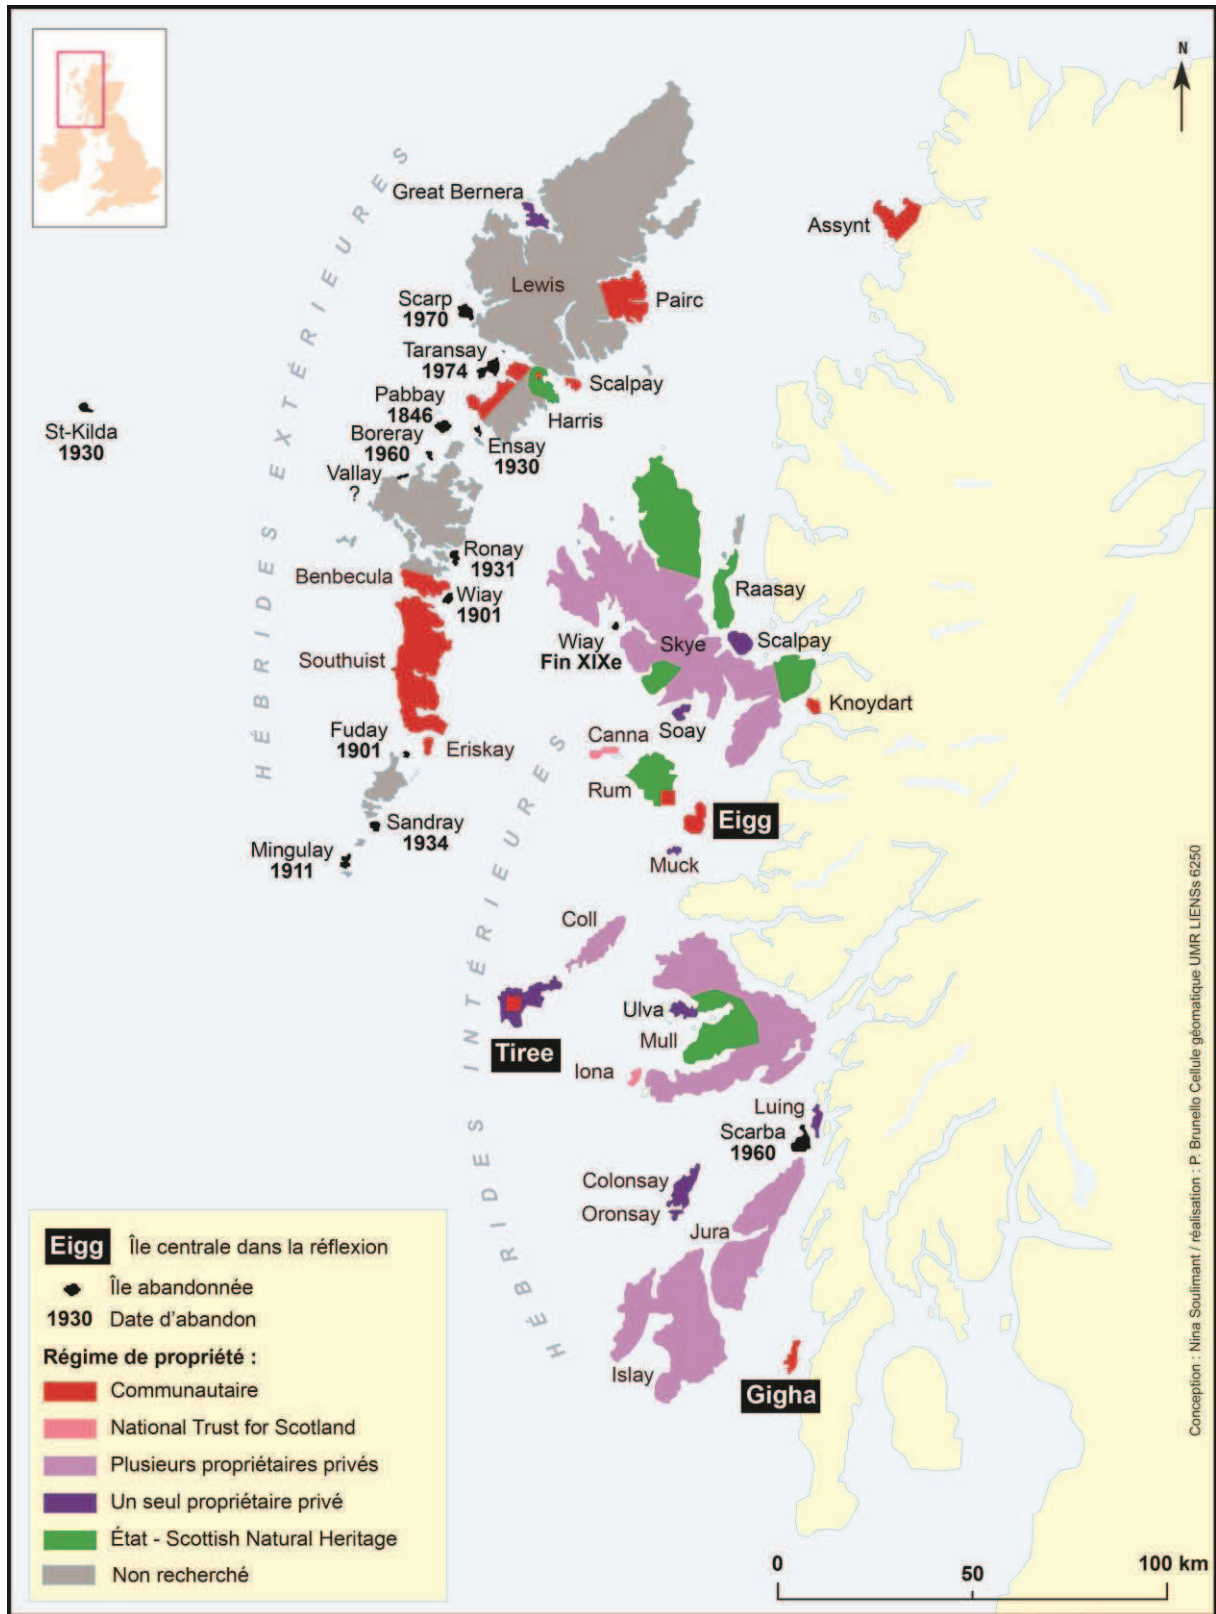 N
HÉBRIDES EXTÉRIEURES
Great Bernera
Assynt
Lewis
Pairc
Scarp
1970
Taransay
1974
Scalpay
Pabbay
1846
Harris
St-Kilda
1930
Boreray
1960
Ensay
1930
Vallay
?
Ronay
1931
Benbecula
Wiay
1901
Raasay
Wiay
Fin XIXe
Skye
Scalpay
Southuist
Knoydart
Fuday
1901
Eriskay
Canna
Soay
HÉBRIDES INTÉRIEURES
Rum
Eigg
Sandray
1934
Mingulay
1911
Muck
Coll
Ulva
Mull
Tiree
Iona
Luing
Scarba
1960
Colonsay
Oronsay
Jura
Islay
Gigha
Eigg Île centrale dans la réflexion
Île abandonnée
1930 Date d'abandon
Régime de propriété :
Communautaire
National Trust for Scotland
Plusieurs propriétaires privés
Un seul propriétaire privé
État - Scottish Natural Heritage
Non recherché
0 50 100 km
Conception : Nina Soulimant / réalisation : P. Brunello Cellule géomatique UMR LIENSs 6250